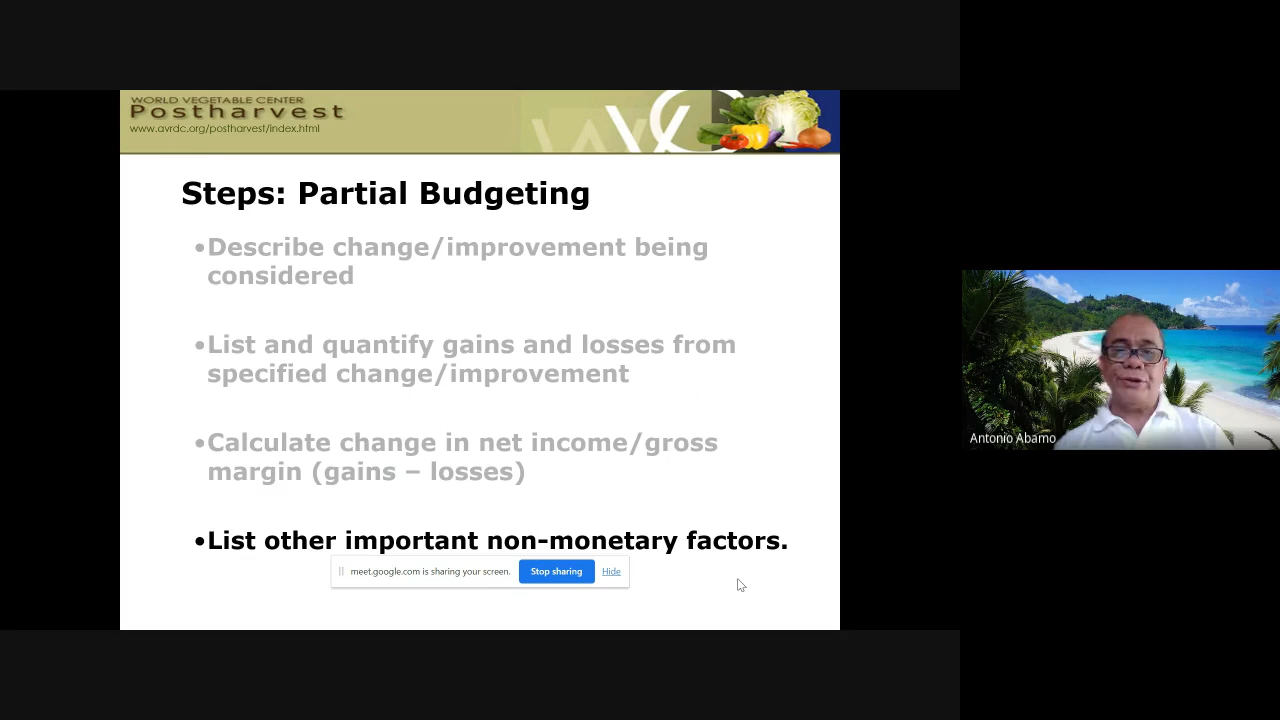 WORLD VEGETABLE CENTER
Postharvest
www.avrdc.org/postharvest/index.html
Steps: Partial Budgeting
•Describe change/improvement being
considered
•List and quantify gains and losses from
specified change/improvement
•Calculate change in net income/gross
margin (gains – losses)
•List other important non-monetary factors.
meet.google.com is sharing your screen. Stop sharing Hide
Antonio Abamo